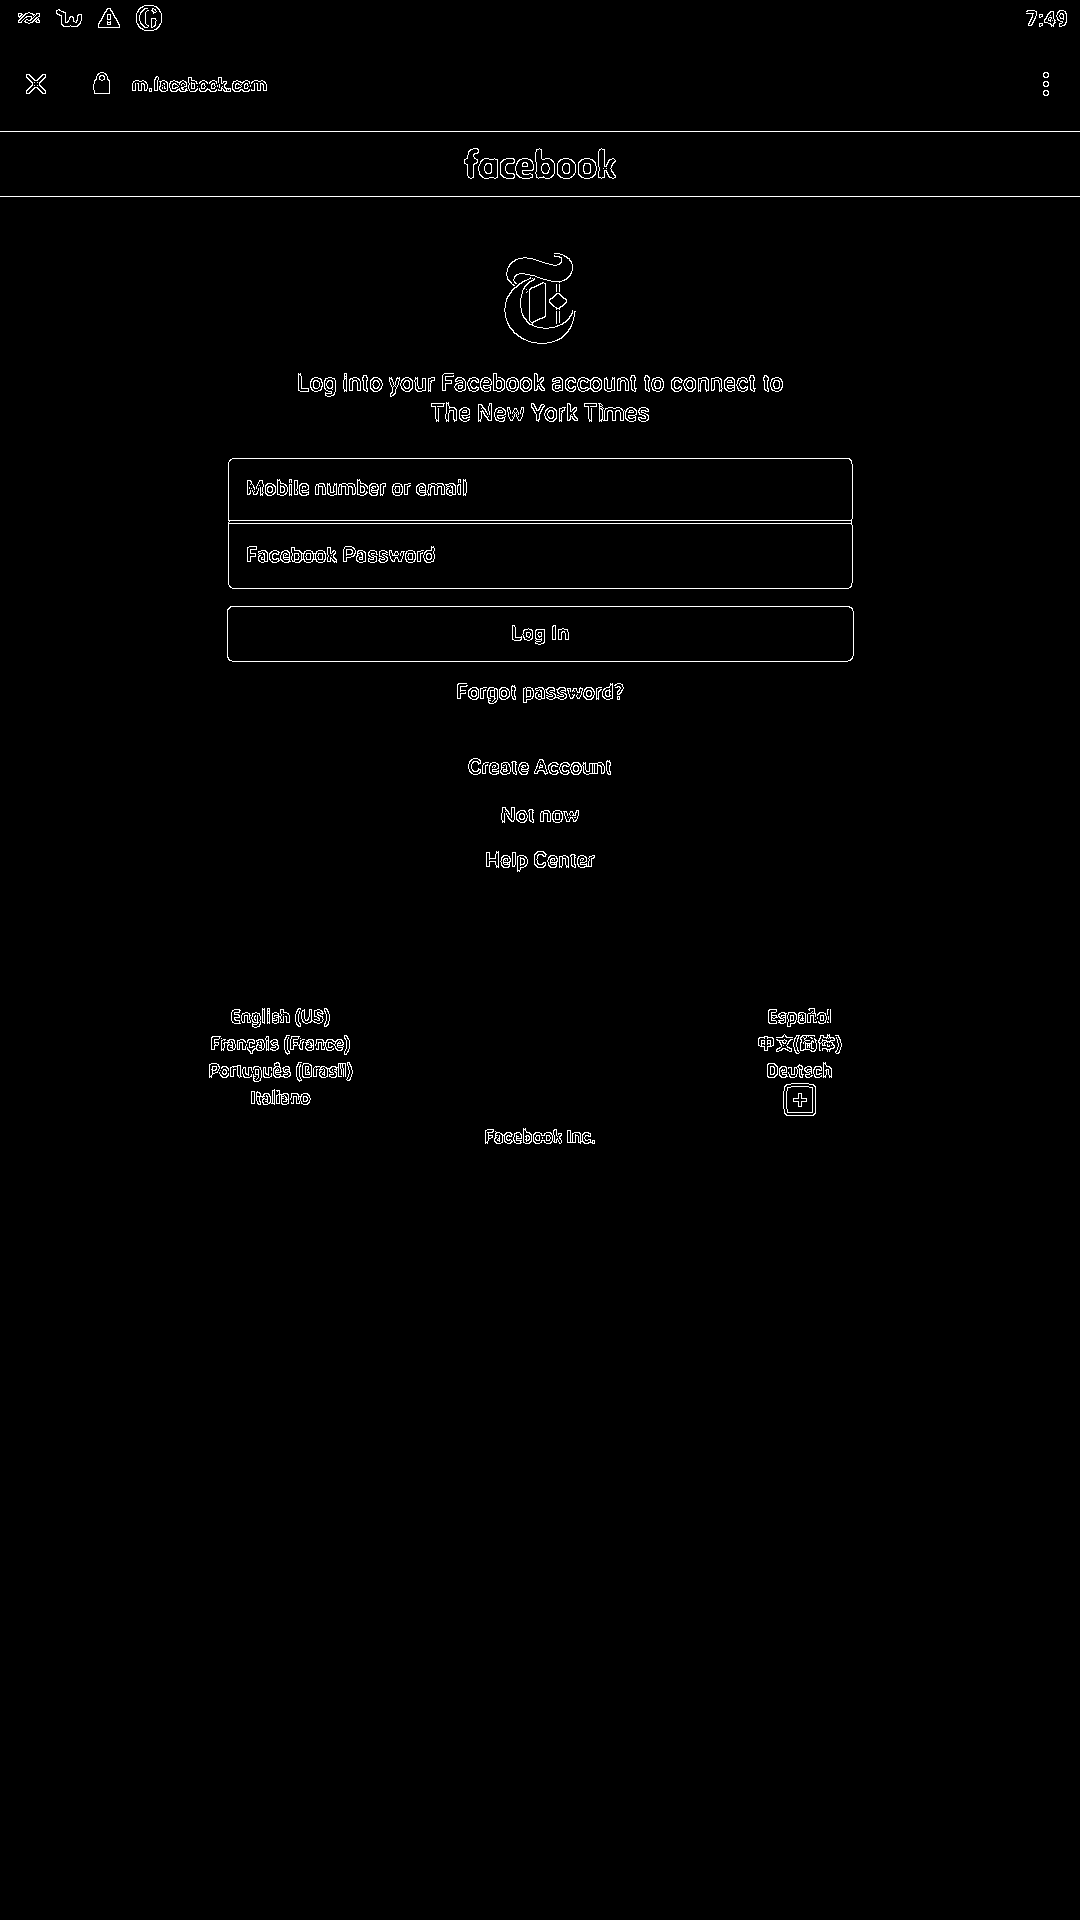 7:49
m.facebook.com
facebook
Log into your Facebook account to connect to
The New York Times
Mobile number or email
Facebook Password
Log In
Forgot password?
Create Account
Not now
Help Center
English (US)
Français (France)
Português (Brasil)
Italiano
Español
中文(简体)
Deutsch
Facebook Inc.